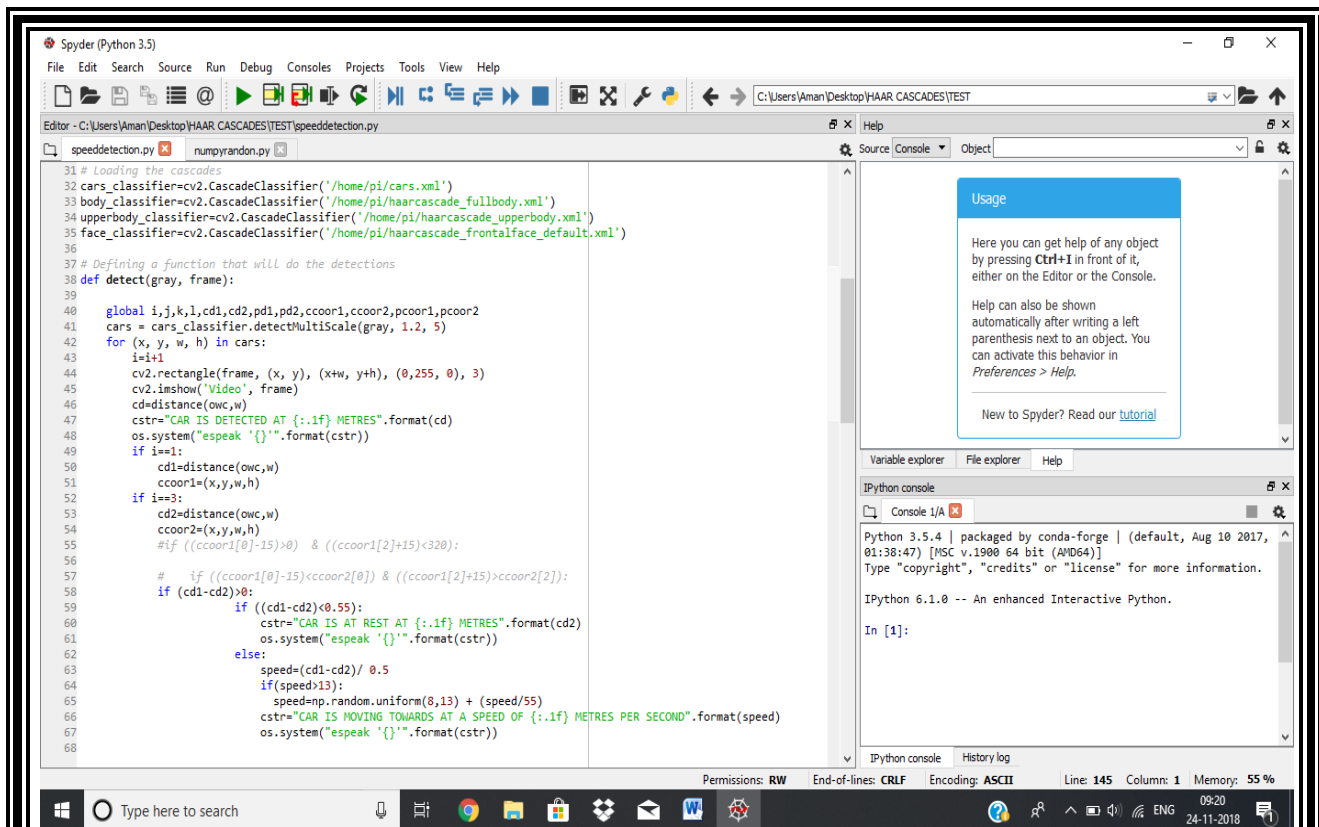 Spyder (Python 3.5)
File Edit Search Source Run Debug Consoles Projects Tools View Help
C:\Users\Aman\Desktop\HAAR CASCADES\TEST
Editor - C:\Users\Aman\Desktop\HAAR CASCADES\TEST\speeddetection.py
speeddetection.py numpyrandon.py
31 # Loading the cascades
32 cars_classifier=cv2.CascadeClassifier('/home/pi/cars.xml')
33 body_classifier=cv2.CascadeClassifier('/home/pi/haarcascade_fullbody.xml')
34 upperbody_classifier=cv2.CascadeClassifier('/home/pi/haarcascade_upperbody.xml')
35 face_classifier=cv2.CascadeClassifier('/home/pi/haarcascade_frontalface_default.xml')
36
37 # Defining a function that will do the detections
38 def detect(gray, frame):
39
40     global i,j,k,l,cd1,cd2,pd1,pd2,ccoor1,ccoor2,pcoor1,pcoor2
41     cars = cars_classifier.detectMultiScale(gray, 1.2, 5)
42     for (x, y, w, h) in cars:
43         i=i+1
44         cv2.rectangle(frame, (x, y), (x+w, y+h), (0,255, 0), 3)
45         cv2.imshow('Video', frame)
46         cd=distance(owc,w)
47         cstr="CAR IS DETECTED AT {:.1f} METRES".format(cd)
48         os.system("espeak '{}'".format(cstr))
49         if i==1:
50             cd1=distance(owc,w)
51             ccoor1=(x,y,w,h)
52         if i==3:
53             cd2=distance(owc,w)
54             ccoor2=(x,y,w,h)
55             #if ((ccoor1[0]-15)>0)  & ((ccoor1[2]+15)<320):
56
57             #    if ((ccoor1[0]-15)<ccoor2[0]) & ((ccoor1[2]+15)>ccoor2[2]):
58             if (cd1-cd2)>0:
59                         if ((cd1-cd2)<0.55):
60                             cstr="CAR IS AT REST AT {:.1f} METRES".format(cd2)
61                             os.system("espeak '{}'".format(cstr))
62                         else:
63                             speed=(cd1-cd2)/ 0.5
64                             if(speed>13):
65                               speed=np.random.uniform(8,13) + (speed/55)
66                             cstr="CAR IS MOVING TOWARDS AT A SPEED OF {:.1f} METRES PER SECOND".format(speed)
67                             os.system("espeak '{}'".format(cstr))
68
Help
Source Console Object
Usage
Here you can get help of any object
by pressing Ctrl+I in front of it,
either on the Editor or the Console.
Help can also be shown
automatically after writing a left
parenthesis next to an object. You
can activate this behavior in
Preferences > Help.
New to Spyder? Read our tutorial
Variable explorer File explorer Help
IPython console
Console 1/A
Python 3.5.4 | packaged by conda-forge | (default, Aug 10 2017,
01:38:47) [MSC v.1900 64 bit (AMD64)]
Type "copyright", "credits" or "license" for more information.
IPython 6.1.0 -- An enhanced Interactive Python.
In [1]:
IPython console History log
Permissions: RW End-of-lines: CRLF Encoding: ASCII Line: 145 Column: 1 Memory: 55 %
Type here to search
ENG
09:20
24-11-2018